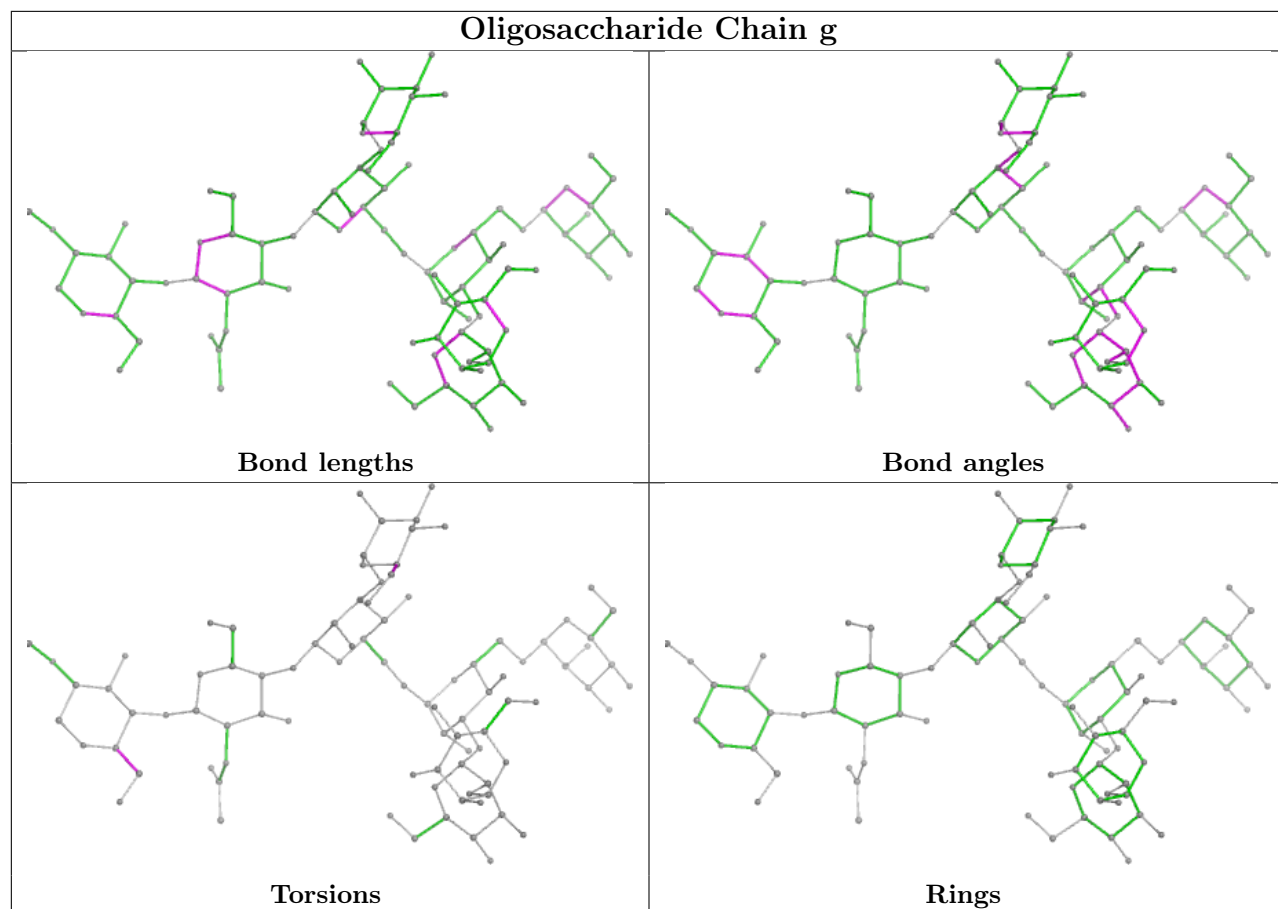 Oligosaccharide Chain g
Bond lengths
Bond angles
Torsions
Rings